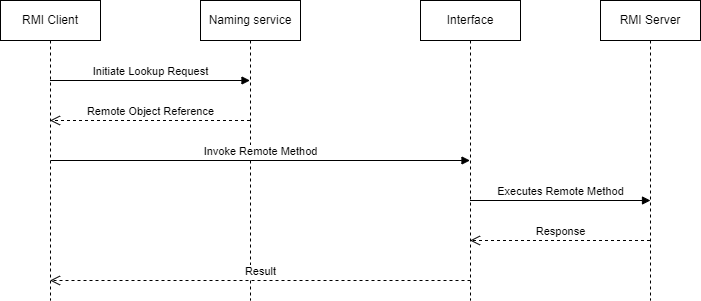 RMI Client
Naming service
Interface
RMI Server
Initiate Lookup Request
Remote Object Reference
Invoke Remote Method
Executes Remote Method
Response
Result